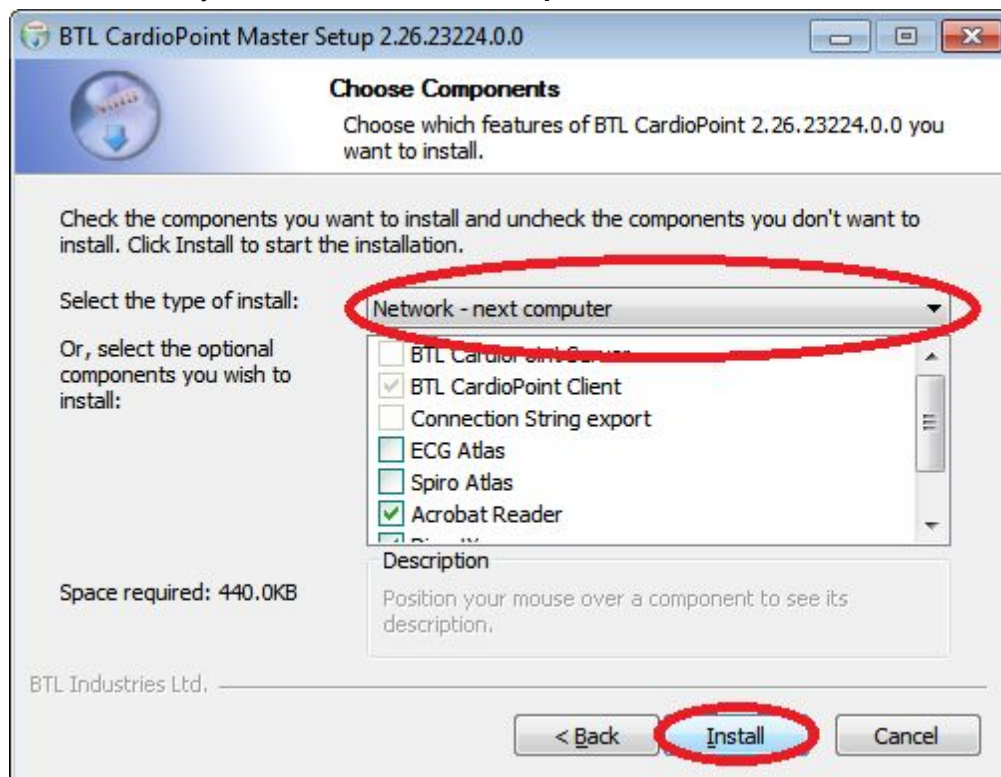 BTL CardioPoint Master Setup 2.26.23224.0.0
Choose Components
Choose which features of BTL CardioPoint 2.26.23224.0.0 you
want to install.
Check the components you want to install and uncheck the components you don't want to
install. Click Install to start the installation.
Select the type of install:
Network - next computer
Or, select the optional
components you wish to
install:
BTL CardioPoint Server
BTL CardioPoint Client
Connection String export
ECG Atlas
Spiro Atlas
Acrobat Reader
Description
Position your mouse over a component to see its
description.
Space required: 440.0KB
BTL Industries Ltd.
< Back
Install
Cancel